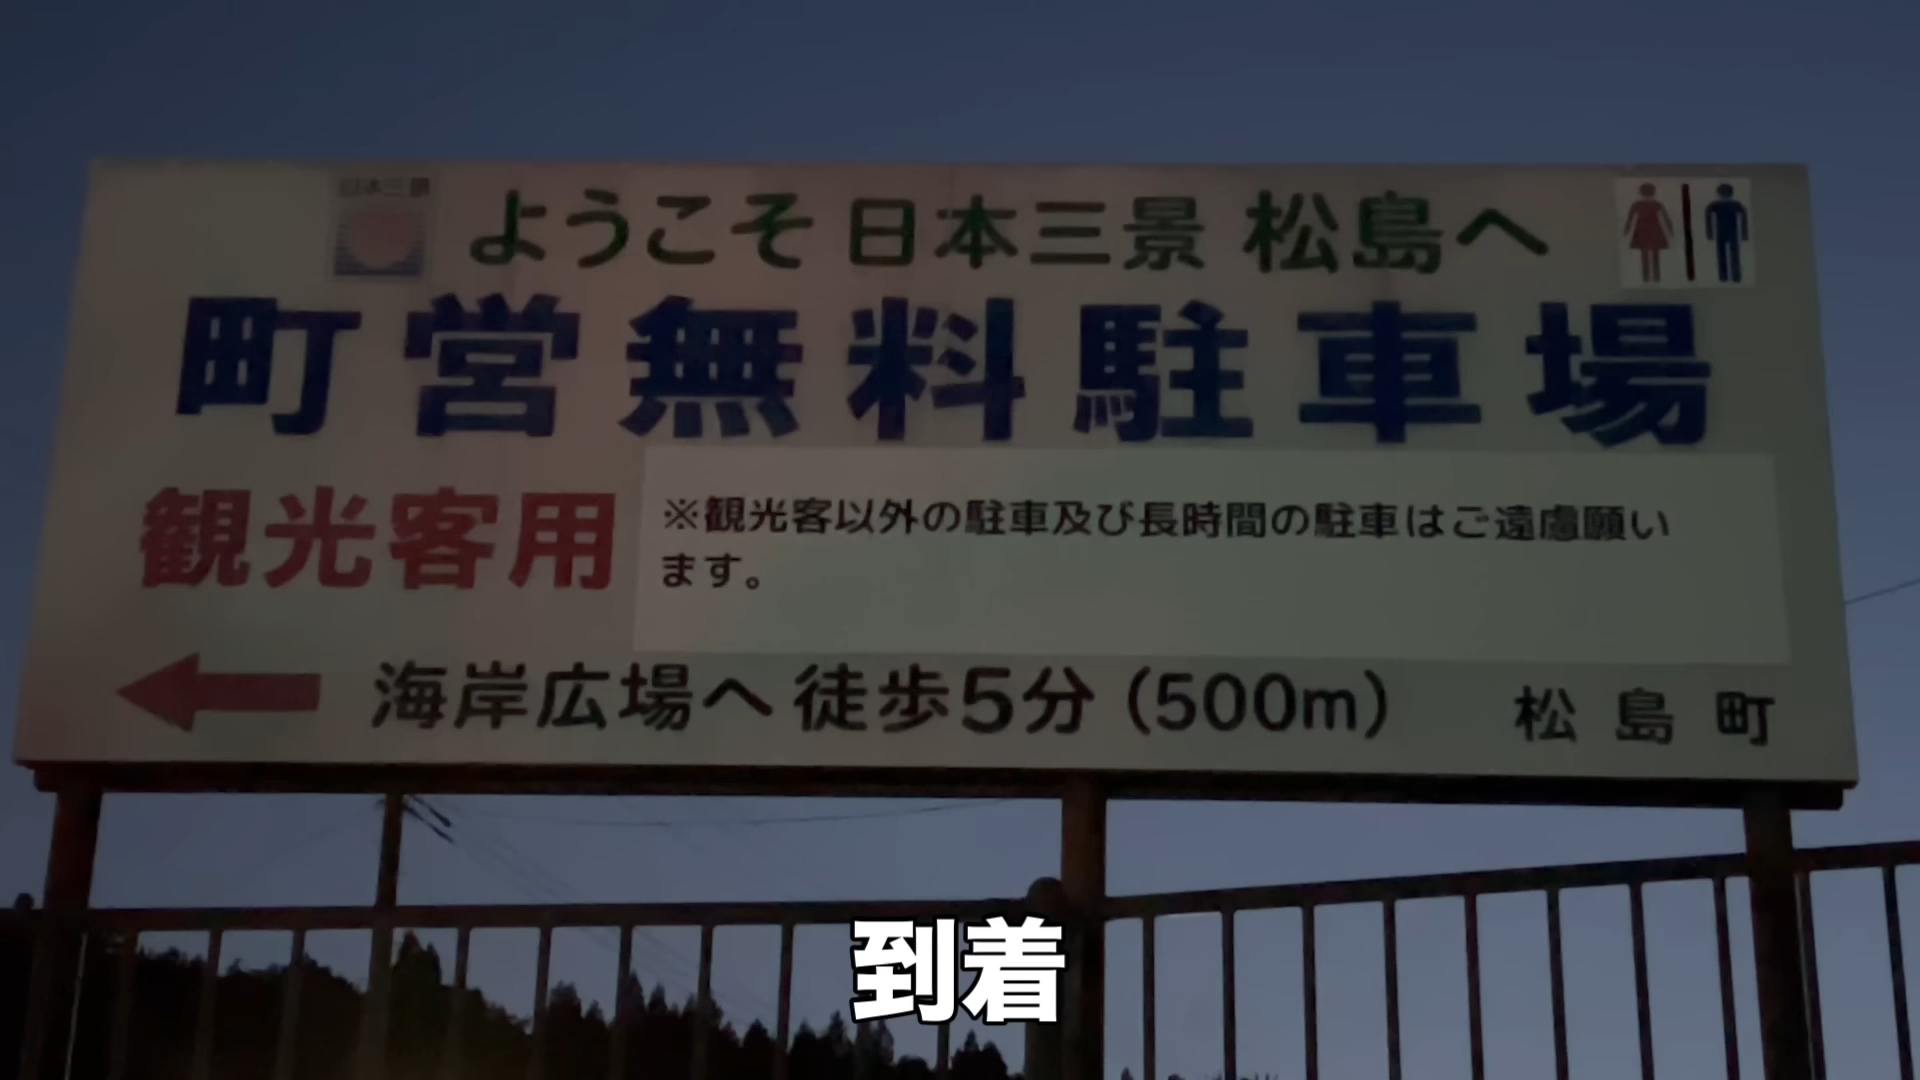 日本三景
ようこそ 日本三景 松島へ
町営無料駐車場
観光客用
※観光客以外の駐車及び長時間の駐車はご遠慮願い
ます。
海岸広場へ 徒歩5分(500m)
松島町
到着